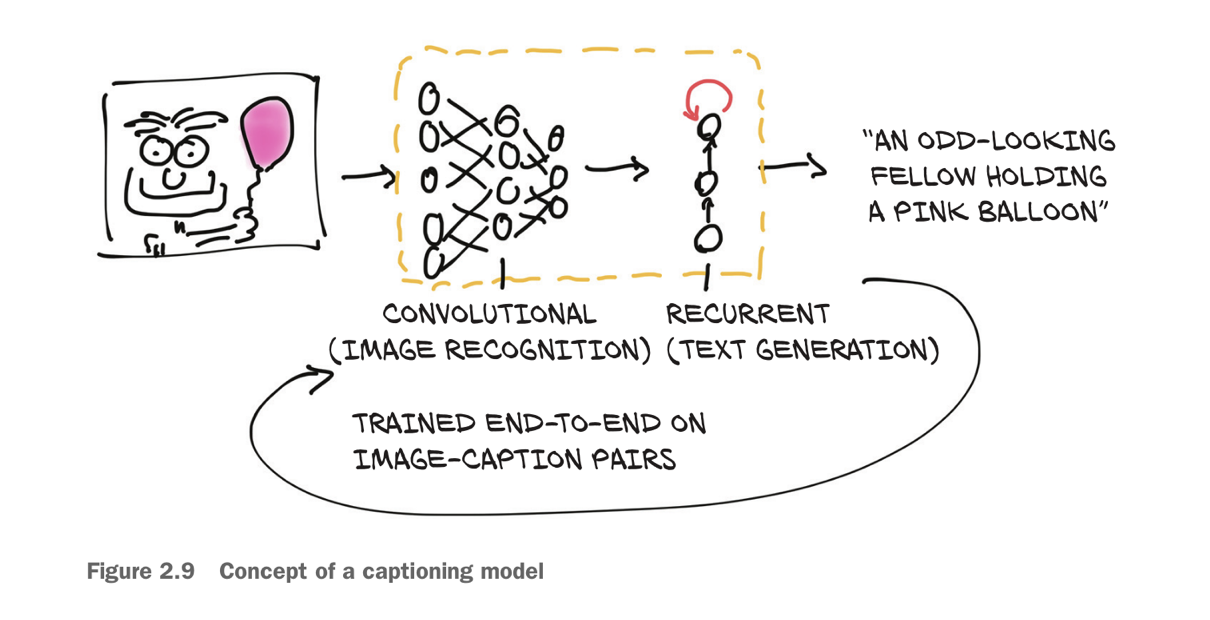 "AN ODD-LOOKING
FELLOW HOLDING
A PINK BALLOON"
CONVOLUTIONAL
(IMAGE RECOGNITION)
RECURRENT
(TEXT GENERATION)
TRAINED END-TO-END ON
IMAGE-CAPTION PAIRS
Figure 2.9 Concept of a captioning model